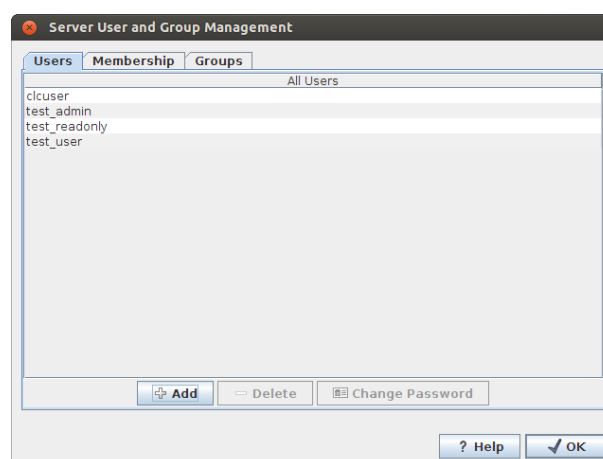 Server User and Group Management
Users Membership Groups
All Users
clcuser
test_admin
test_readonly
test_user
Add Delete Change Password
? Help OK